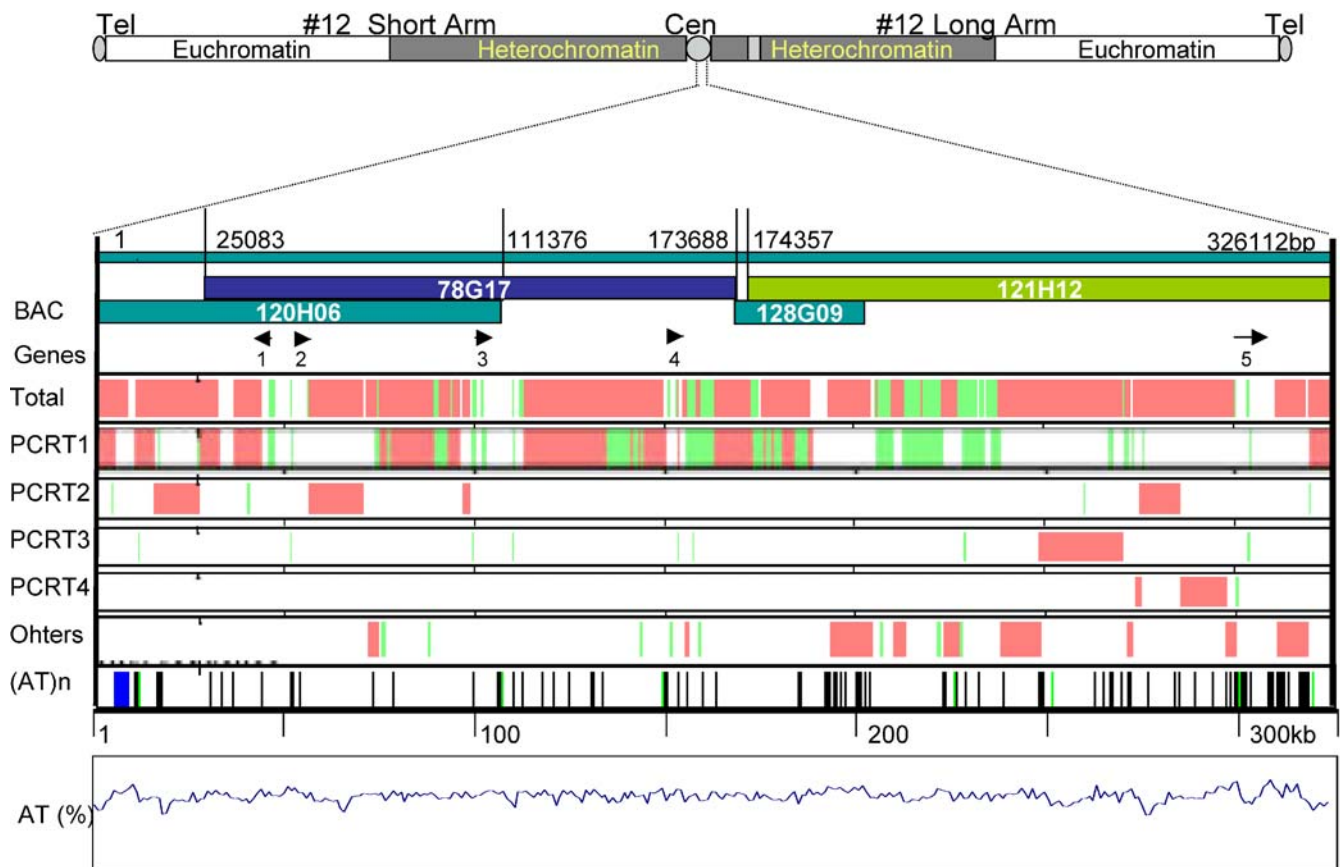 Tel #12 Short Arm Cen #12 Long Arm Tel
Euchromatin Heterochromatin Heterochromatin Euchromatin
1 25083 111376 173688 174357 326112bp
78G17 121H12
BAC 120H06 128G09
Genes 1 2 3 4 5
Total
PCRT1
PCRT2
PCRT3
PCRT4
Ohters
(AT)n
1 100 200 300kb
AT (%)